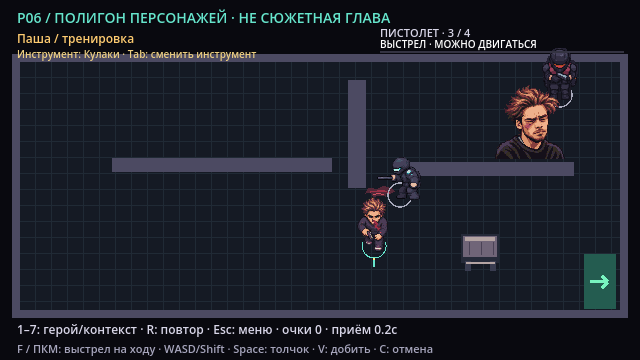 P06 / ПОЛИГОН ПЕРСОНАЖЕЙ · НЕ СЮЖЕТНАЯ ГЛАВА
Паша / тренировка
ПИСТОЛЕТ · 3 / 4
ВЫСТРЕЛ · МОЖНО ДВИГАТЬСЯ
Инструмент: Кулаки · Tab: сменить инструмент
1–7: герой/контекст · R: повтор · Esc: меню · очки 0 · приём 0.2с
F / ПКМ: выстрел на ходу · WASD/Shift · Space: толчок · V: добить · C: отмена